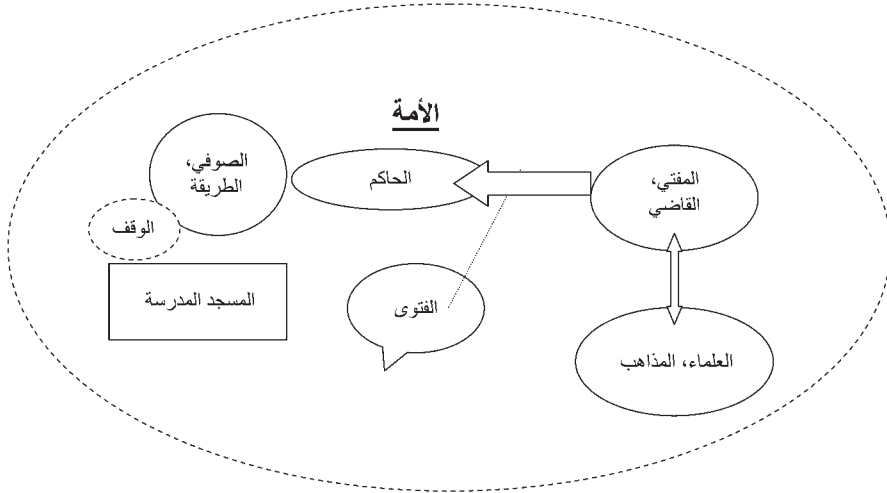 الأمة
المفتي،
القاضي
الحاكم
الصوفي،
الطريقة
الوقف
المسجد المدرسة
الفتوى
العلماء، المذاهب